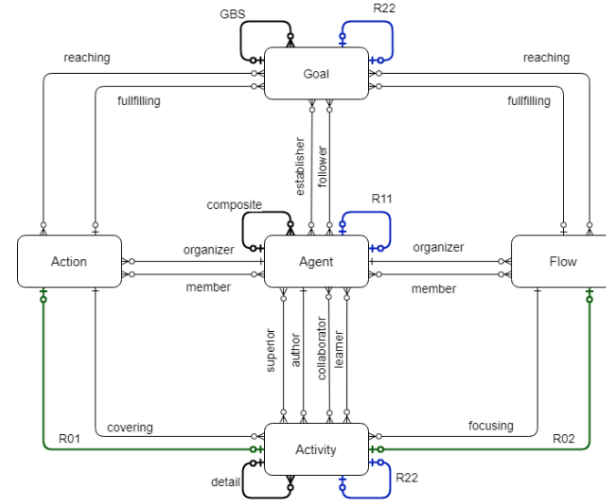 GBS
R22
reaching
Goal
reaching
fullfilling
fullfilling
establisher
follower
composite
R11
organizer
organizer
Action
Agent
Flow
member
member
superior
author
collaborator
learner
covering
focusing
R01
Activity
R02
detail
R22